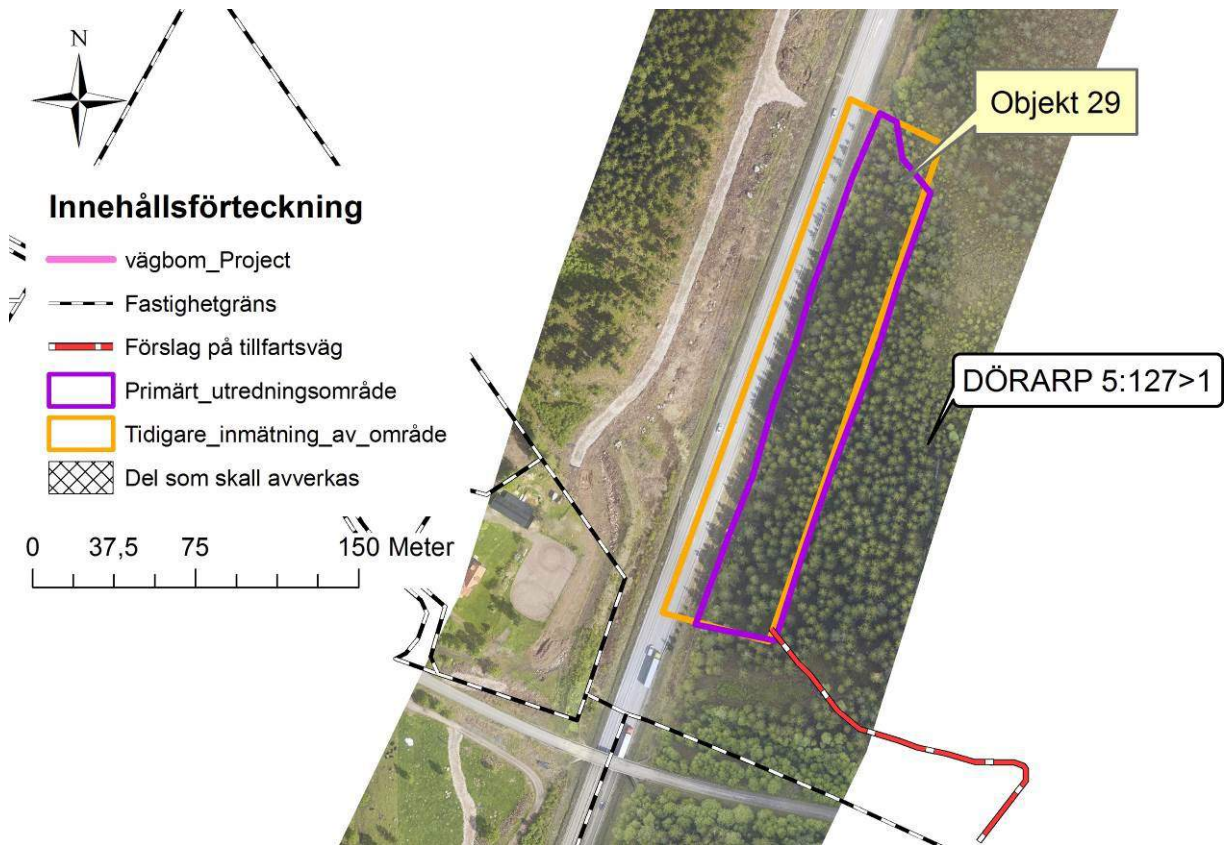 N
Objekt 29
Innehållsförteckning
vägbom_Project
Fastighetgräns
Förslag på tillfartsväg
Primärt_utredningsområde
DÖRARP 5:127>1
Tidigare_inmätning_av_område
Del som skall avverkas
0 37,5 75 150 Meter